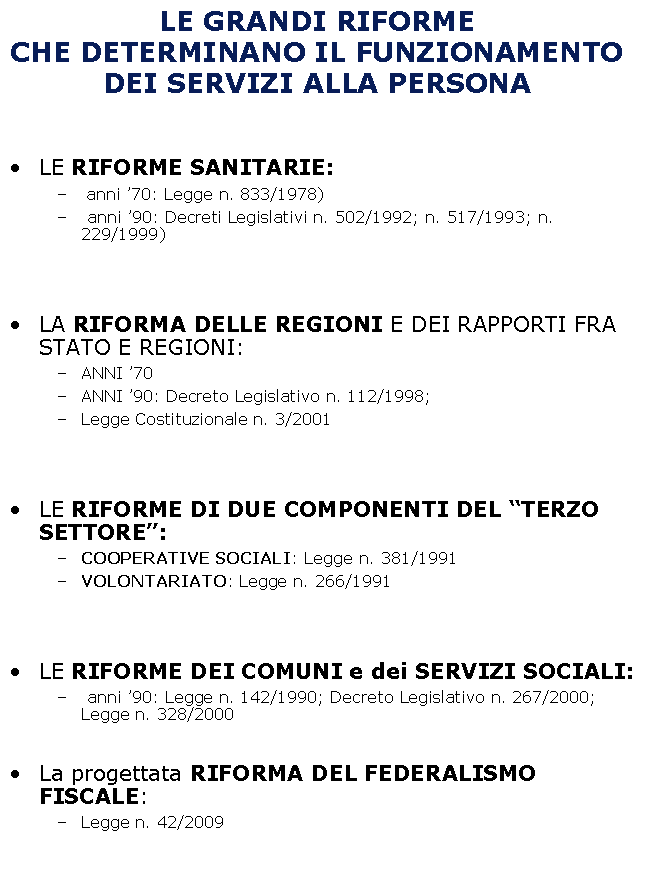 LE GRANDI RIFORME
CHE DETERMINANO IL FUNZIONAMENTO
DEI SERVIZI ALLA PERSONA
• LE RIFORME SANITARIE:
– anni ’70: Legge n. 833/1978)
– anni ’90: Decreti Legislativi n. 502/1992; n. 517/1993; n.
229/1999)
• LA RIFORMA DELLE REGIONI E DEI RAPPORTI FRA
STATO E REGIONI:
– ANNI ’70
– ANNI ’90: Decreto Legislativo n. 112/1998;
– Legge Costituzionale n. 3/2001
• LE RIFORME DI DUE COMPONENTI DEL “TERZO
SETTORE”:
– COOPERATIVE SOCIALI: Legge n. 381/1991
– VOLONTARIATO: Legge n. 266/1991
• LE RIFORME DEI COMUNI e dei SERVIZI SOCIALI:
– anni ’90: Legge n. 142/1990; Decreto Legislativo n. 267/2000;
Legge n. 328/2000
• La progettata RIFORMA DEL FEDERALISMO
FISCALE:
– Legge n. 42/2009